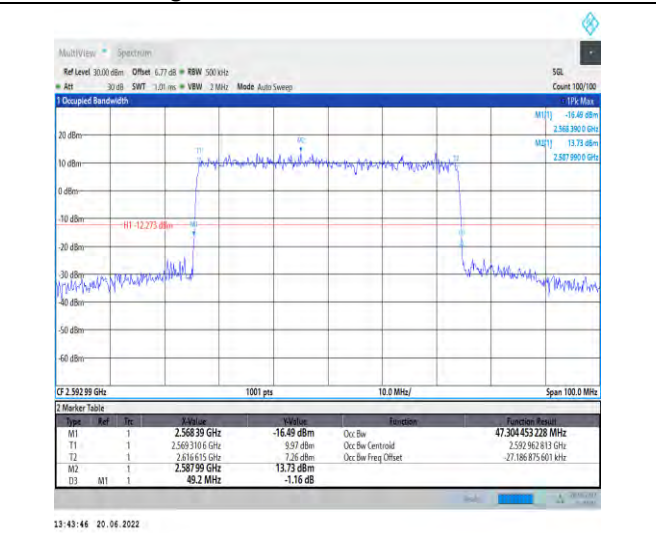 MultiView Spectrum
Ref Level 30.00 dBm Offset 6.77 dB RBW 500 kHz SGL
Att 30 dB SWT 1.01 ms VBW 2 MHz Mode Auto Sweep Count 100/100
1 Occupied Bandwidth 1Pk Max
M1[1] -16.49 dBm
2.568 390 0 GHz
M2[1] 13.73 dBm
2.587 990 0 GHz
20 dBm
M2
T1
T2
10 dBm
0 dBm
-10 dBm
H1 -12.273 dBm
M1
-20 dBm
-30 dBm
-40 dBm
-50 dBm
-60 dBm
CF 2.592 99 GHz 1001 pts 10.0 MHz/ Span 100.0 MHz
2 Marker Table
Type Ref Trc X-Value Y-Value Function Function Result
M1 1 2.568 39 GHz -16.49 dBm Occ Bw 47.304 453 228 MHz
T1 1 2.569 310 6 GHz 9.97 dBm Occ Bw Centroid 2.592 962 813 GHz
T2 1 2.616 615 GHz 7.26 dBm Occ Bw Freq Offset -27.186 875 601 kHz
M2 1 2.587 99 GHz 13.73 dBm
D3 M1 1 49.2 MHz -1.16 dB
13:43:46 20.06.2022